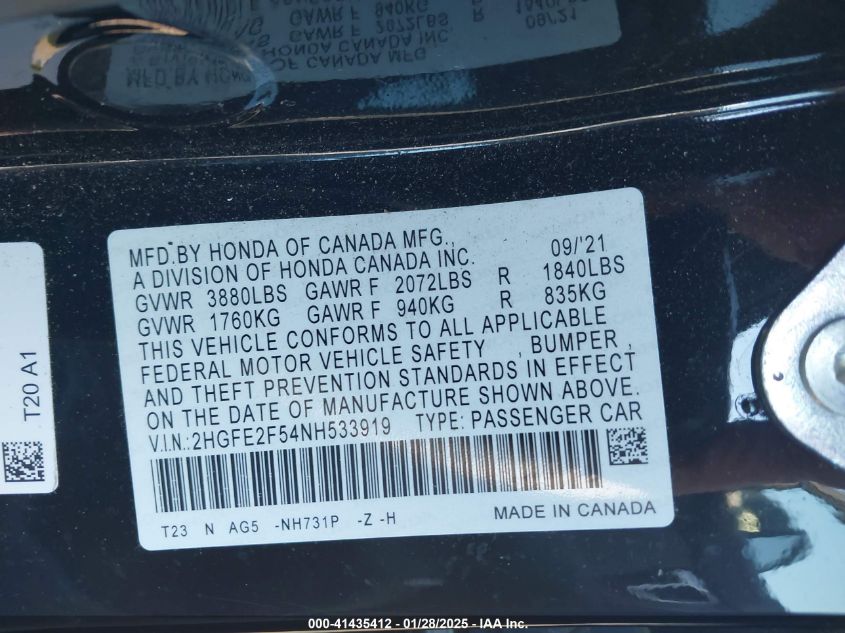 MFD.BY HONDA OF CANADA MFG., 09/'21
A DIVISION OF HONDA CANADA INC.
GVWR 3880LBS GAWR F 2072LBS R 1840LBS
GVWR 1760KG GAWR F 940KG R 835KG
THIS VEHICLE CONFORMS TO ALL APPLICABLE
FEDERAL MOTOR VEHICLE SAFETY , BUMPER ,
AND THEFT PREVENTION STANDARDS IN EFFECT
ON THE DATE OF MANUFACTURE SHOWN ABOVE.
V.I.N.:2HGFE2F54NH533919 TYPE: PASSENGER CAR
T23 N AG5 -NH731P -Z -H MADE IN CANADA
T20 A1
000-41435412 - 01/28/2025 - IAA Inc.